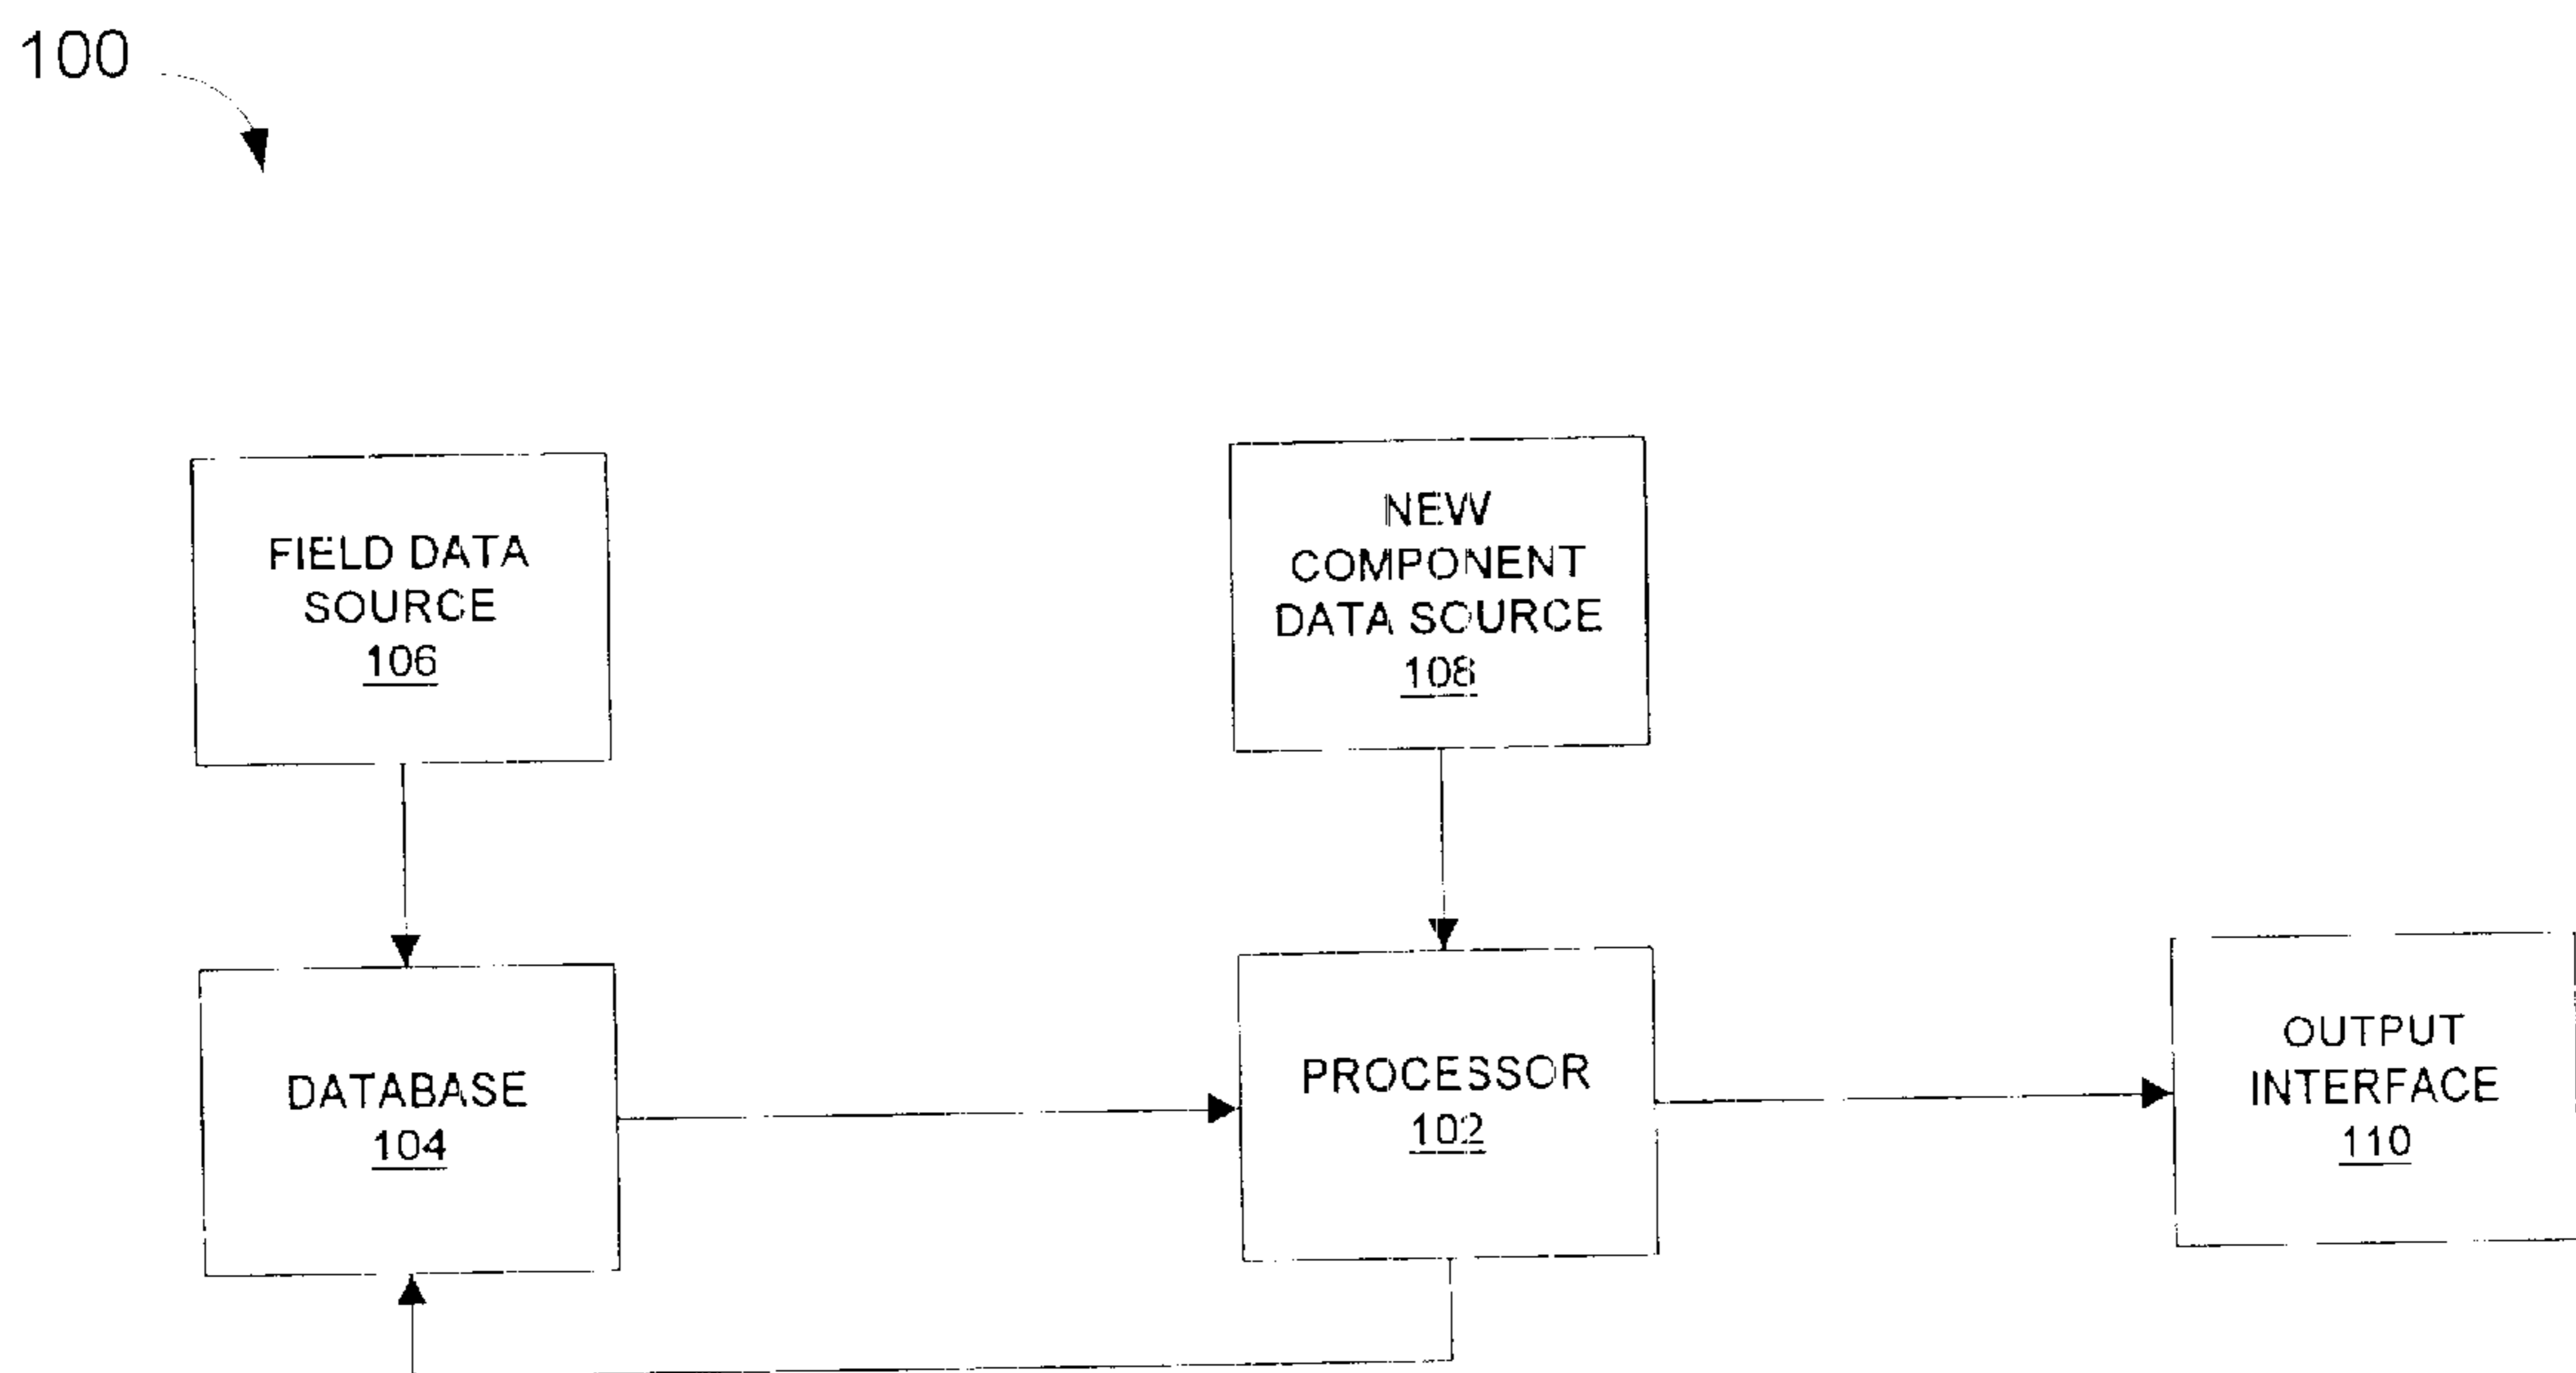 100
FIELD DATA
SOURCE
106
NEW
COMPONENT
DATA SOURCE
108
DATABASE
104
PROCESSOR
102
OUTPUT
INTERFACE
110